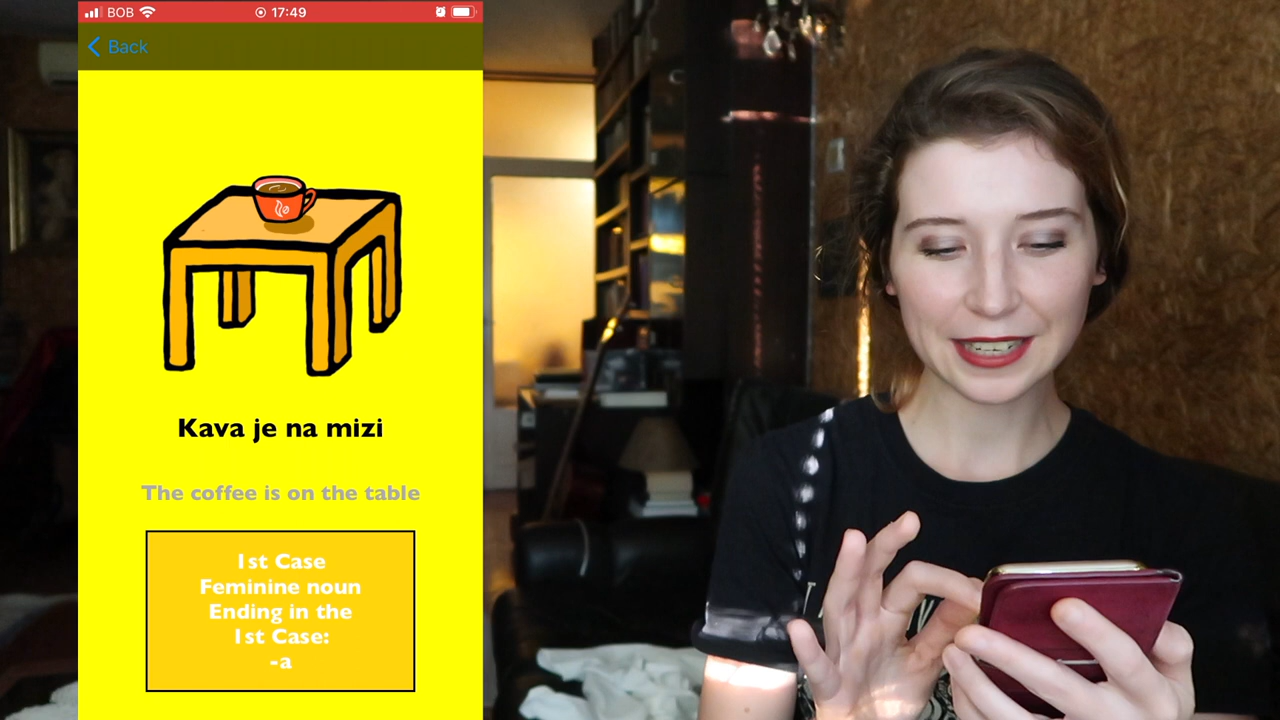 BOB
17:49
Back
Kava je na mizi
The coffee is on the table
1st Case
Feminine noun
Ending in the
1st Case:
-a